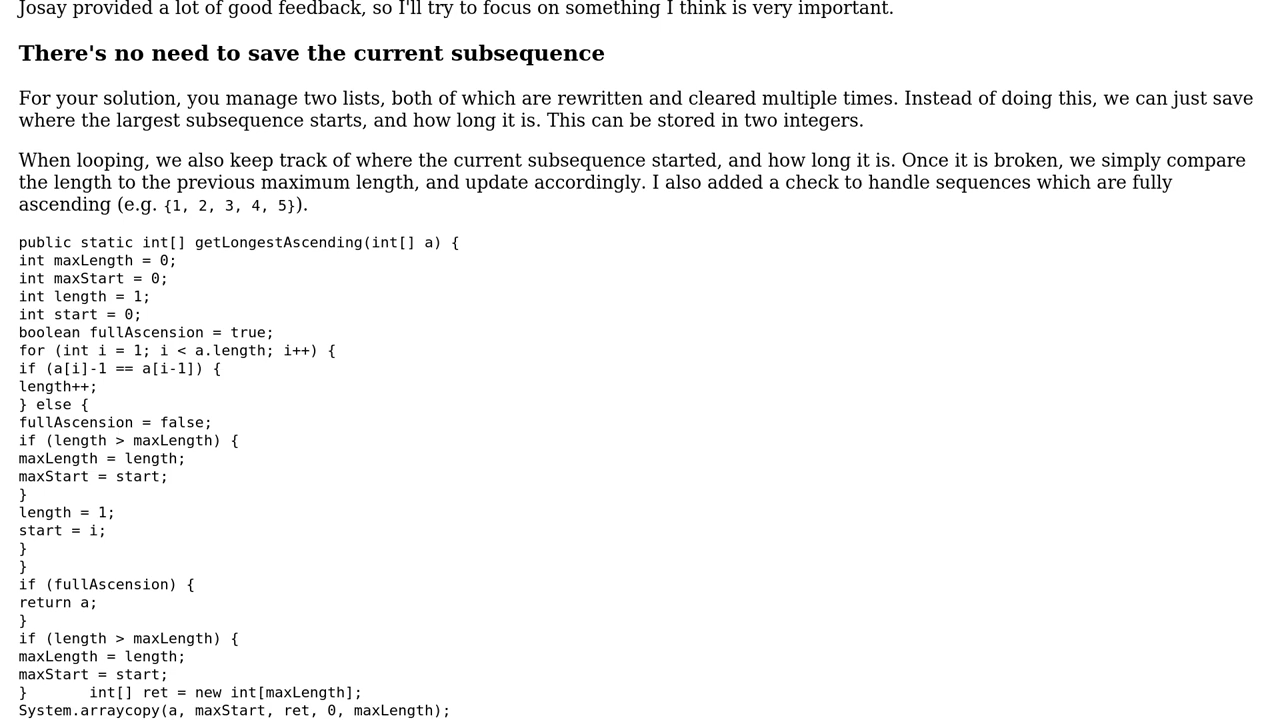 Josay provided a lot of good feedback, so I'll try to focus on something I think is very important.
There's no need to save the current subsequence
For your solution, you manage two lists, both of which are rewritten and cleared multiple times. Instead of doing this, we can just save
where the largest subsequence starts, and how long it is. This can be stored in two integers.
When looping, we also keep track of where the current subsequence started, and how long it is. Once it is broken, we simply compare
the length to the previous maximum length, and update accordingly. I also added a check to handle sequences which are fully
ascending (e.g. {1, 2, 3, 4, 5}).
public static int[] getLongestAscending(int[] a) {
int maxLength = 0;
int maxStart = 0;
int length = 1;
int start = 0;
boolean fullAscension = true;
for (int i = 1; i < a.length; i++) {
if (a[i]-1 == a[i-1]) {
length++;
} else {
fullAscension = false;
if (length > maxLength) {
maxLength = length;
maxStart = start;
}
length = 1;
start = i;
}
}
if (fullAscension) {
return a;
}
if (length > maxLength) {
maxLength = length;
maxStart = start;
}       int[] ret = new int[maxLength];
System.arraycopy(a, maxStart, ret, 0, maxLength);